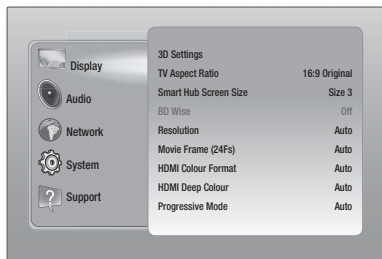 Display
Audio
Network
System
Support
3D Settings
TV Aspect Ratio 16:9 Original
Smart Hub Screen Size Size 3
BD Wise Off
Resolution Auto
Movie Frame (24Fs) Auto
HDMI Colour Format Auto
HDMI Deep Colour Auto
Progressive Mode Auto